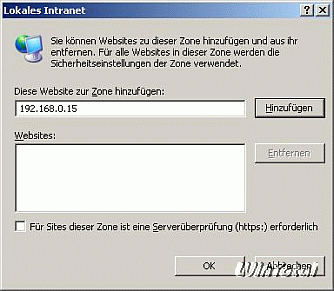 Lokales Intranet
Sie können Websites zu dieser Zone hinzufügen und aus ihr
entfernen. Für alle Websites in dieser Zone werden die
Sicherheitseinstellungen der Zone verwendet.
Diese Website zur Zone hinzufügen:
192.168.0.15
Hinzufügen
Websites:
Entfernen
Für Sites dieser Zone ist eine Serverüberprüfung (https:) erforderlich
OK
Abbrechen
WinTotal